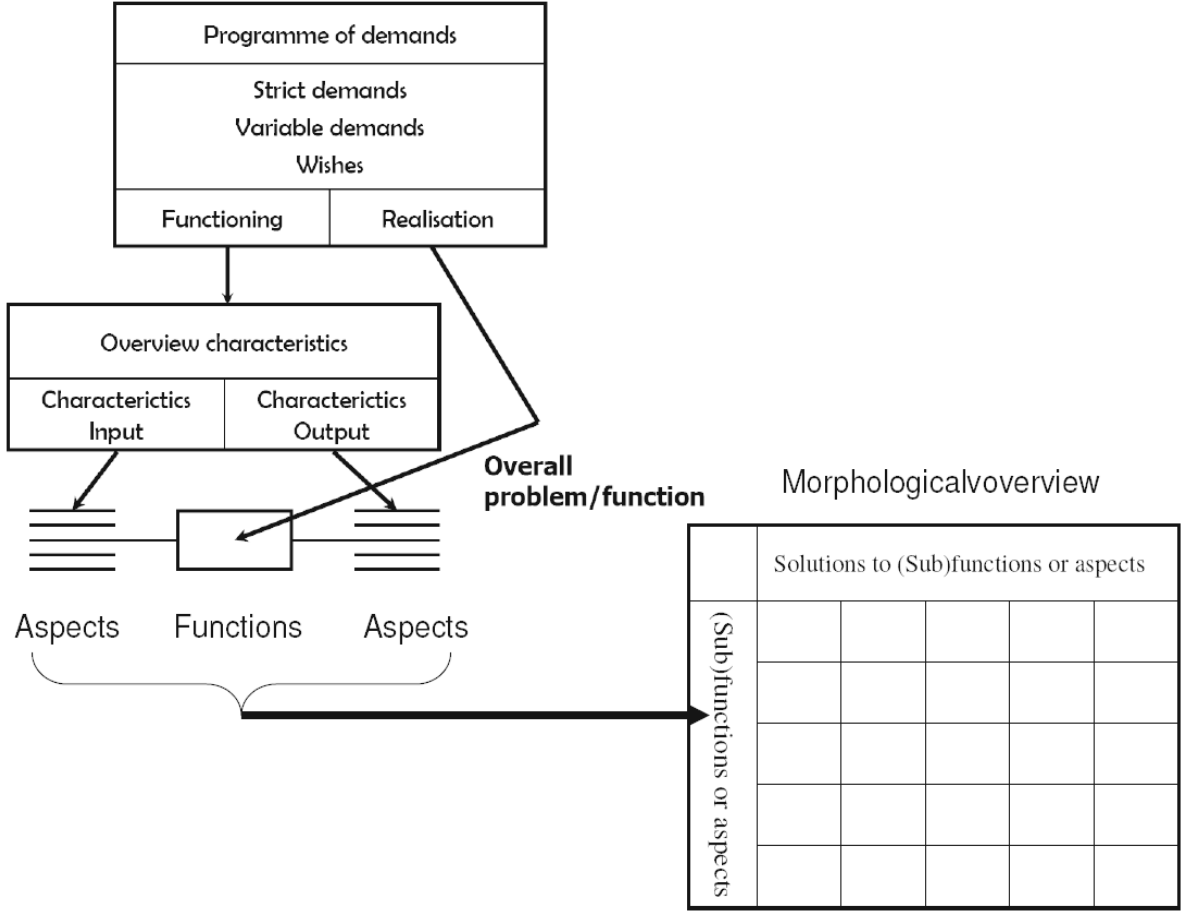 Programme of demands
Strict demands
Variable demands
Wishes
Functioning
Realisation
Overview characteristics
Characterictics
Input
Characterictics
Output
Overall
problem/function
Aspects
Functions
Aspects
Morphologicalvoverview
Solutions to (Sub)functions or aspects
(Sub)functions or aspects